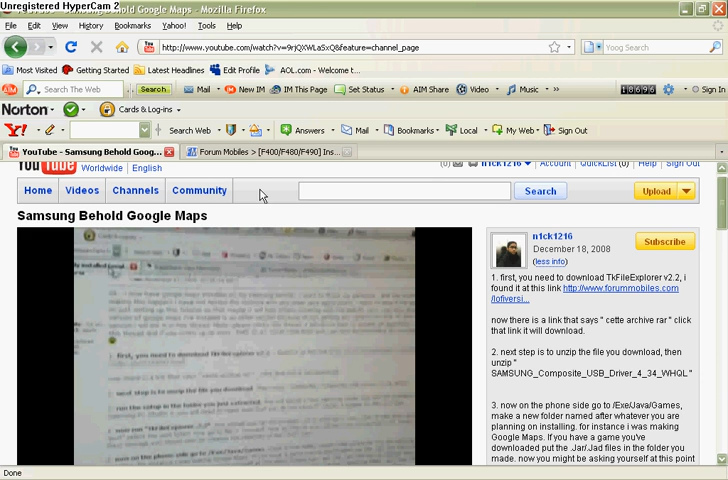 Unregistered HyperCam 2
Samsung Behold Google Maps - Mozilla Firefox
File Edit View History Bookmarks Yahoo! Tools Help
http://www.youtube.com/watch?v=9rjQXWLaSxQ&feature=channel_page
Yoog Search
Most Visited Getting Started Latest Headlines Edit Profile AOL.com - Welcome t...
AIM Search The Web Search Mail New IM IM This Page Set Status AIM Share Video Music 18696 Sign In
Norton Cards & Log-ins
Y! Search Web Answers Mail Bookmarks Local My Web Sign Out
YouTube - Samsung Behold Goog... Forum Mobiles > [F400/F480/F490] Ins...
YouTube Worldwide English n1ck1216 Account QuickList (0) Help Sign Out
Home Videos Channels Community Search Upload
Samsung Behold Google Maps
n1ck1216
December 18, 2008
(less info)
Subscribe
1. first, you need to download TkFileExplorer v2.2, i
found it at this link http://www.forummobiles.com
/lofiversi...
now there is a link that says " cette archive rar " click
that link it will download.
2. next step is to unzip the file you download, then
unzip "
SAMSUNG_Composite_USB_Driver_4_34_WHQL "
3. now on the phone side go to /Exe/Java/Games,
make a new folder named after whatever you are
planning on installing. for instance i was making
Google Maps. If you have a game you've
downloaded put the .Jar/.Jad files in the folder you
made. now you might be asking yourself at this point
Done